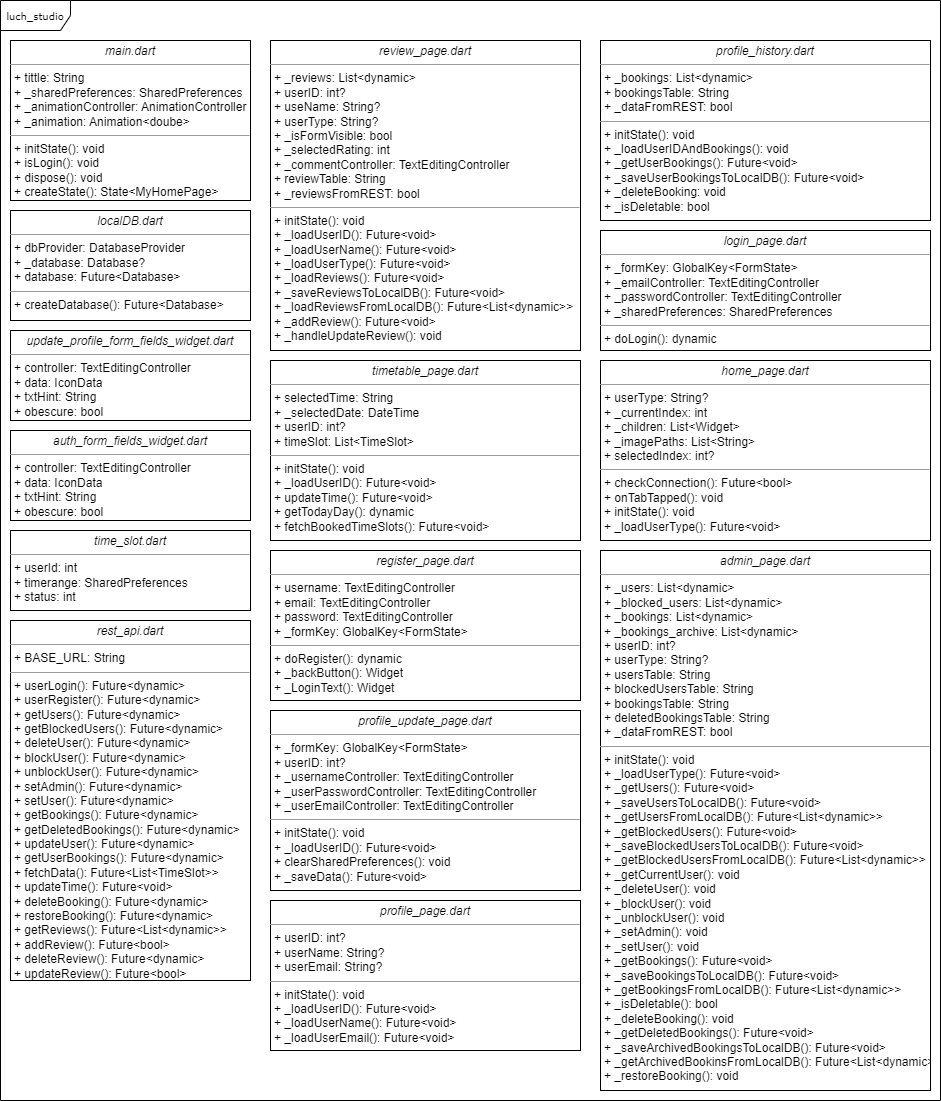 luch_studio
main.dart
+ tittle: String
+ _sharedPreferences: SharedPreferences
+ _animationController: AnimationController
+ _animation: Animation<doube>
+ initState(): void
+ isLogin(): void
+ dispose(): void
+ createState(): State<MyHomePage>
localDB.dart
+ dbProvider: DatabaseProvider
+ _database: Database?
+ database: Future<Database>
+ createDatabase(): Future<Database>
update_profile_form_fields_widget.dart
+ controller: TextEditingController
+ data: IconData
+ txtHint: String
+ obescure: bool
auth_form_fields_widget.dart
+ controller: TextEditingController
+ data: IconData
+ txtHint: String
+ obescure: bool
time_slot.dart
+ userId: int
+ timerange: SharedPreferences
+ status: int
rest_api.dart
+ BASE_URL: String
+ userLogin(): Future<dynamic>
+ userRegister(): Future<dynamic>
+ getUsers(): Future<dynamic>
+ getBlockedUsers(): Future<dynamic>
+ deleteUser(): Future<dynamic>
+ blockUser(): Future<dynamic>
+ unblockUser(): Future<dynamic>
+ setAdmin(): Future<dynamic>
+ setUser(): Future<dynamic>
+ getBookings(): Future<dynamic>
+ getDeletedBookings(): Future<dynamic>
+ updateUser(): Future<dynamic>
+ getUserBookings(): Future<dynamic>
+ fetchData(): Future<List<TimeSlot>>
+ updateTime(): Future<void>
+ deleteBooking(): Future<dynamic>
+ restoreBooking(): Future<dynamic>
+ getReviews(): Future<List<dynamic>>
+ addReview(): Future<bool>
+ deleteReview(): Future<dynamic>
+ updateReview(): Future<bool>
review_page.dart
+ _reviews: List<dynamic>
+ userID: int?
+ useName: String?
+ userType: String?
+ _isFormVisible: bool
+ _selectedRating: int
+ _commentController: TextEditingController
+ reviewTable: String
+ _reviewsFromREST: bool
+ initState(): void
+ _loadUserID(): Future<void>
+ _loadUserName(): Future<void>
+ _loadUserType(): Future<void>
+ _loadReviews(): Future<void>
+ _saveReviewsToLocalDB(): Future<void>
+ _loadReviewsFromLocalDB(): Future<List<dynamic>>
+ _addReview(): Future<void>
+ _handleUpdateReview(): void
timetable_page.dart
+ selectedTime: String
+ _selectedDate: DateTime
+ userID: int?
+ timeSlot: List<TimeSlot>
+ initState(): void
+ _loadUserID(): Future<void>
+ updateTime(): Future<void>
+ getTodayDay(): dynamic
+ fetchBookedTimeSlots(): Future<void>
register_page.dart
+ username: TextEditingController
+ email: TextEditingController
+ password: TextEditingController
+ _formKey: GlobalKey<FormState>
+ doRegister(): dynamic
+ _backButton(): Widget
+ _LoginText(): Widget
profile_update_page.dart
+ _formKey: GlobalKey<FormState>
+ userID: int?
+ _usernameController: TextEditingController
+ _userPasswordController: TextEditingController
+ _userEmailController: TextEditingController
+ initState(): void
+ _loadUserID(): Future<void>
+ clearSharedPreferences(): void
+ _saveData(): Future<void>
profile_page.dart
+ userID: int?
+ userName: String?
+ userEmail: String?
+ initState(): void
+ _loadUserID(): Future<void>
+ _loadUserName(): Future<void>
+ _loadUserEmail(): Future<void>
profile_history.dart
+ _bookings: List<dynamic>
+ bookingsTable: String
+ _dataFromREST: bool
+ initState(): void
+ _loadUserIDAndBookings(): void
+ _getUserBookings(): Future<void>
+ _saveUserBookingsToLocalDB(): Future<void>
+ _deleteBooking: void
+ _isDeletable: bool
login_page.dart
+ _formKey: GlobalKey<FormState>
+ _emailController: TextEditingController
+ _passwordController: TextEditingController
+ _sharedPreferences: SharedPreferences
+ doLogin(): dynamic
home_page.dart
+ userType: String?
+ _currentIndex: int
+ _children: List<Widget>
+ _imagePaths: List<String>
+ selectedIndex: int?
+ checkConnection(): Future<bool>
+ onTabTapped(): void
+ initState(): void
+ _loadUserType(): Future<void>
admin_page.dart
+ _users: List<dynamic>
+ _blocked_users: List<dynamic>
+ _bookings: List<dynamic>
+ _bookings_archive: List<dynamic>
+ userID: int?
+ userType: String?
+ usersTable: String
+ blockedUsersTable: String
+ bookingsTable: String
+ deletedBookingsTable: String
+ _dataFromREST: bool
+ initState(): void
+ _loadUserType(): Future<void>
+ _getUsers(): Future<void>
+ _saveUsersToLocalDB(): Future<void>
+ _getUsersFromLocalDB(): Future<List<dynamic>>
+ _getBlockedUsers(): Future<void>
+ _saveBlockedUsersToLocalDB(): Future<void>
+ _getBlockedUsersFromLocalDB(): Future<List<dynamic>>
+ _getCurrentUser(): void
+ _deleteUser(): void
+ _blockUser(): void
+ _unblockUser(): void
+ _setAdmin(): void
+ _setUser(): void
+ _getBookings(): Future<void>
+ _saveBookingsToLocalDB(): Future<void>
+ _getBookingsFromLocalDB(): Future<List<dynamic>>
+ _isDeletable(): bool
+ _deleteBooking(): void
+ _getDeletedBookings(): Future<void>
+ _saveArchivedBookingsToLocalDB(): Future<void>
+ _getArchivedBookinsFromLocalDB(): Future<List<dynamic>
+ _restoreBooking(): void